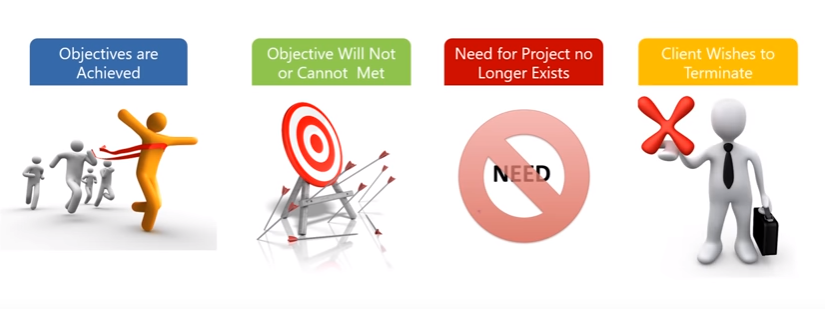 Objectives are
Achieved
Objective Will Not
or Cannot Met
Need for Project no
Longer Exists
Client Wishes to
Terminate
NEED